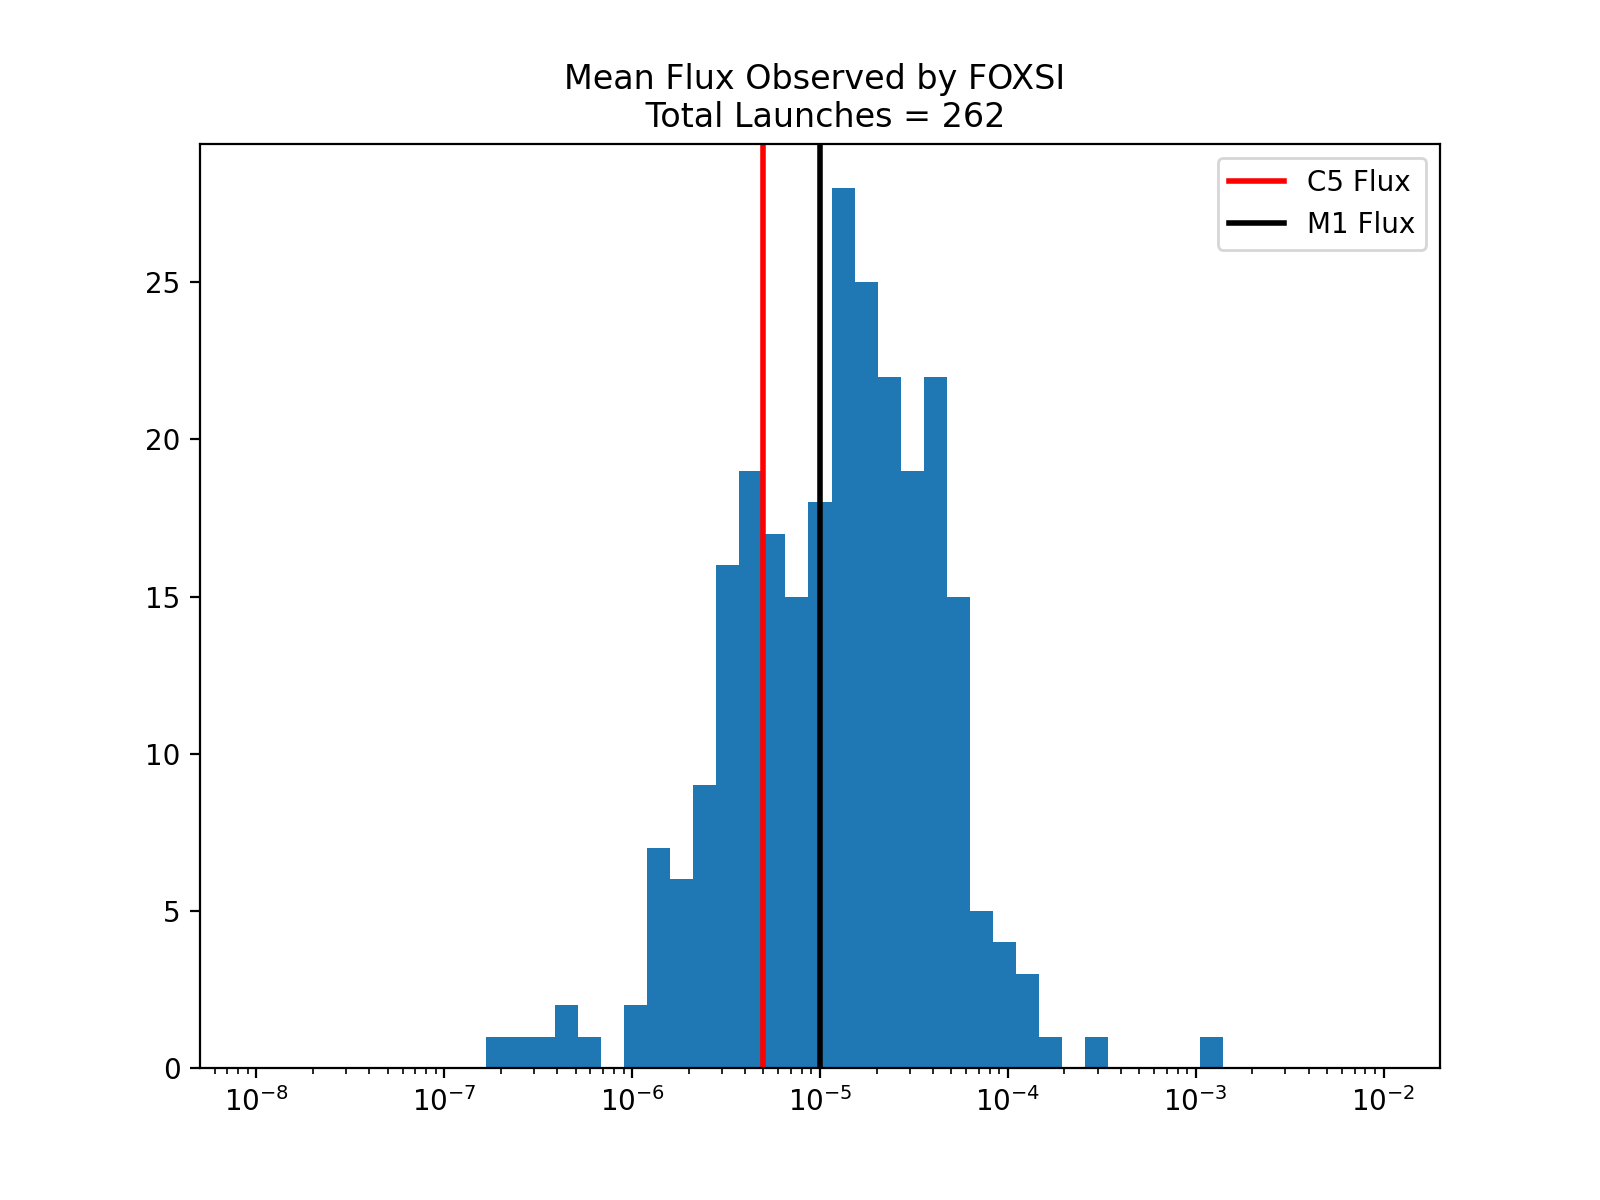 Mean Flux Observed by FOXSI
Total Launches = 262
C5 Flux
M1 Flux
25
20
15
10
5
0
10⁻⁸ 10⁻⁷ 10⁻⁶ 10⁻⁵ 10⁻⁴ 10⁻³ 10⁻²